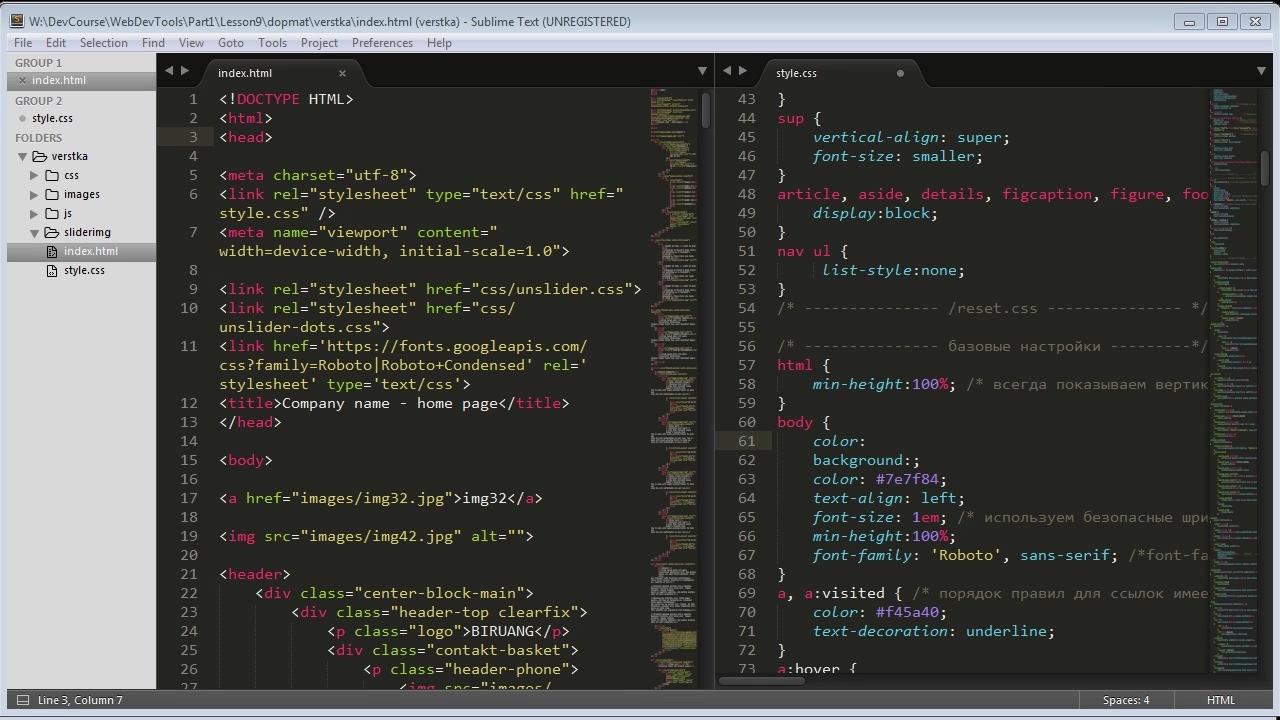 W:\DevCourse\WebDevTools\Part1\Lesson9\dopmat\verstka\index.html (verstka) - Sublime Text (UNREGISTERED)
File Edit Selection Find View Goto Tools Project Preferences Help
GROUP 1
index.html
GROUP 2
style.css
FOLDERS
verstka
css
images
js
sliderimg
index.html
style.css
index.html
1 <!DOCTYPE HTML>
2 <html>
3 <head>
4
5 <meta charset="utf-8">
6 <link rel="stylesheet" type="text/css" href="
style.css" />
7 <meta name="viewport" content="
width=device-width, initial-scale=1.0">
8
9 <link rel="stylesheet" href="css/unslider.css">
10 <link rel="stylesheet" href="css/
unslider-dots.css">
11 <link href='https://fonts.googleapis.com/
css?family=Roboto|Roboto+Condensed' rel='
stylesheet' type='text/css'>
12 <title>Company name - home page</title>
13 </head>
14
15 <body>
16
17 <a href="images/img32.jpg">img32</a>
18
19 <img src="images/img42.jpg" alt="">
20
21 <header>
22 <div class="center-block-main">
23 <div class="header-top clearfix">
24 <p class="logo">BIRUMA</p>
25 <div class="kontakt-soket">
26 <p class="header-phone">
27 <img src="images/
style.css
43 }
44 sup {
45 vertical-align: super;
46 font-size: smaller;
47 }
48 article, aside, details, figcaption, figure, foo
49 display:block;
50 }
51 nav ul {
52 list-style:none;
53 }
54 /* ------------- /reset.css --------------- */
55
56 /* -------------- базовые настройки ----------*/
57 html {
58 min-height:100%; /* всегда показываем вертик
59 }
60 body
61 color:
62 background:;
63 color: #7e7f84;
64 text-align: left;
65 font-size: 1em; /* используем безопасные шри
66 min-height:100%;
67 font-family: 'Roboto', sans-serif; /*font-fa
68 }
69 a, a:visited { /* порядок правил для ссылок имее
70 color: #f45a40;
71 text-decoration: underline;
72 }
73 a:hover {
Line 3, Column 7
Spaces: 4 HTML